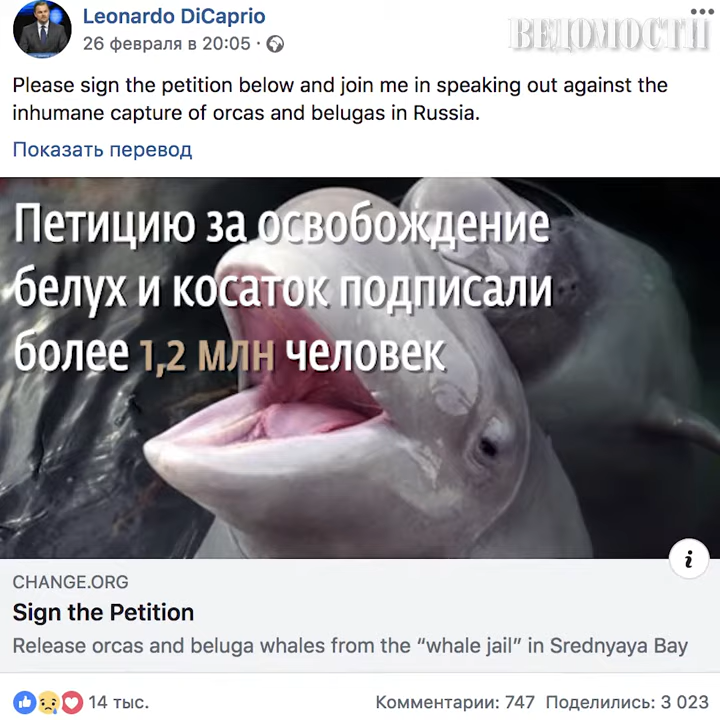 Leonardo DiCaprio
26 февраля в 20:05 ·
ВЕДОМОСТИ
Please sign the petition below and join me in speaking out against the
inhumane capture of orcas and belugas in Russia.
Показать перевод
Петицию за освобождение
белух и косаток подписали
более 1,2 млн человек
i
CHANGE.ORG
Sign the Petition
Release orcas and beluga whales from the “whale jail” in Srednyaya Bay
14 тыс.
Комментарии: 747 Поделились: 3 023